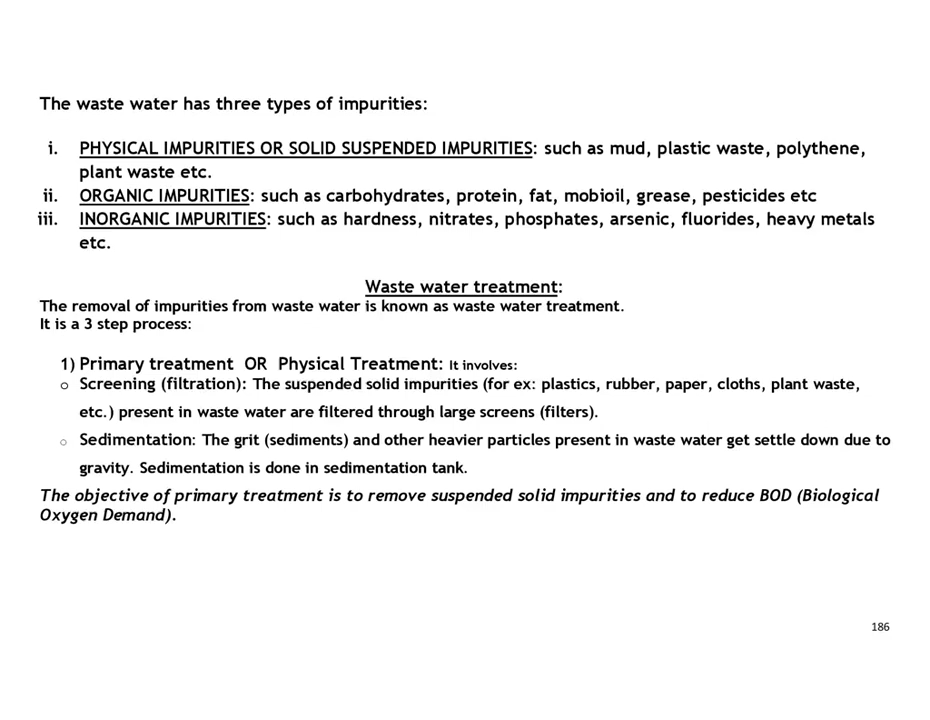 The waste water has three types of impurities:
i. PHYSICAL IMPURITIES OR SOLID SUSPENDED IMPURITIES: such as mud, plastic waste, polythene,
plant waste etc.
ii. ORGANIC IMPURITIES: such as carbohydrates, protein, fat, mobioil, grease, pesticides etc
iii. INORGANIC IMPURITIES: such as hardness, nitrates, phosphates, arsenic, fluorides, heavy metals
etc.
Waste water treatment:
The removal of impurities from waste water is known as waste water treatment.
It is a 3 step process:
1) Primary treatment OR Physical Treatment: It involves:
o Screening (filtration): The suspended solid impurities (for ex: plastics, rubber, paper, cloths, plant waste,
etc.) present in waste water are filtered through large screens (filters).
o Sedimentation: The grit (sediments) and other heavier particles present in waste water get settle down due to
gravity. Sedimentation is done in sedimentation tank.
The objective of primary treatment is to remove suspended solid impurities and to reduce BOD (Biological
Oxygen Demand).
186